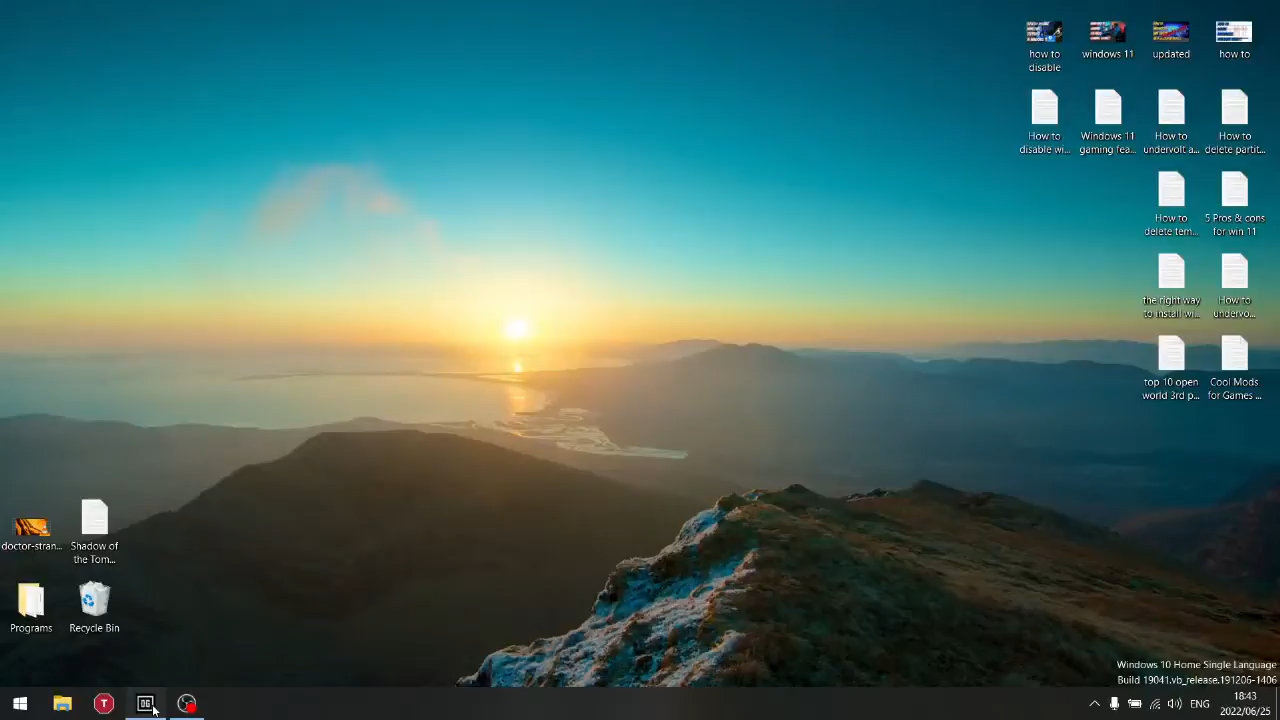 how to
disable
windows 11
updated
how to
How to
disable wi...
Windows 11
gaming fea...
How to
undervolt a...
How to
delete partit...
How to
delete tem...
5 Pros & cons
for win 11
the right way
to install wi...
How to
undervo...
top 10 open
world 3rd p...
Cool Mods
for Games ...
doctor-stran...
Shadow of
the Tom...
Programs
Recycle Bin
Windows 10 Home Single Language
Build 19041.vb_release.191206-1406
T
DG
ENG
18:43
2022/06/25